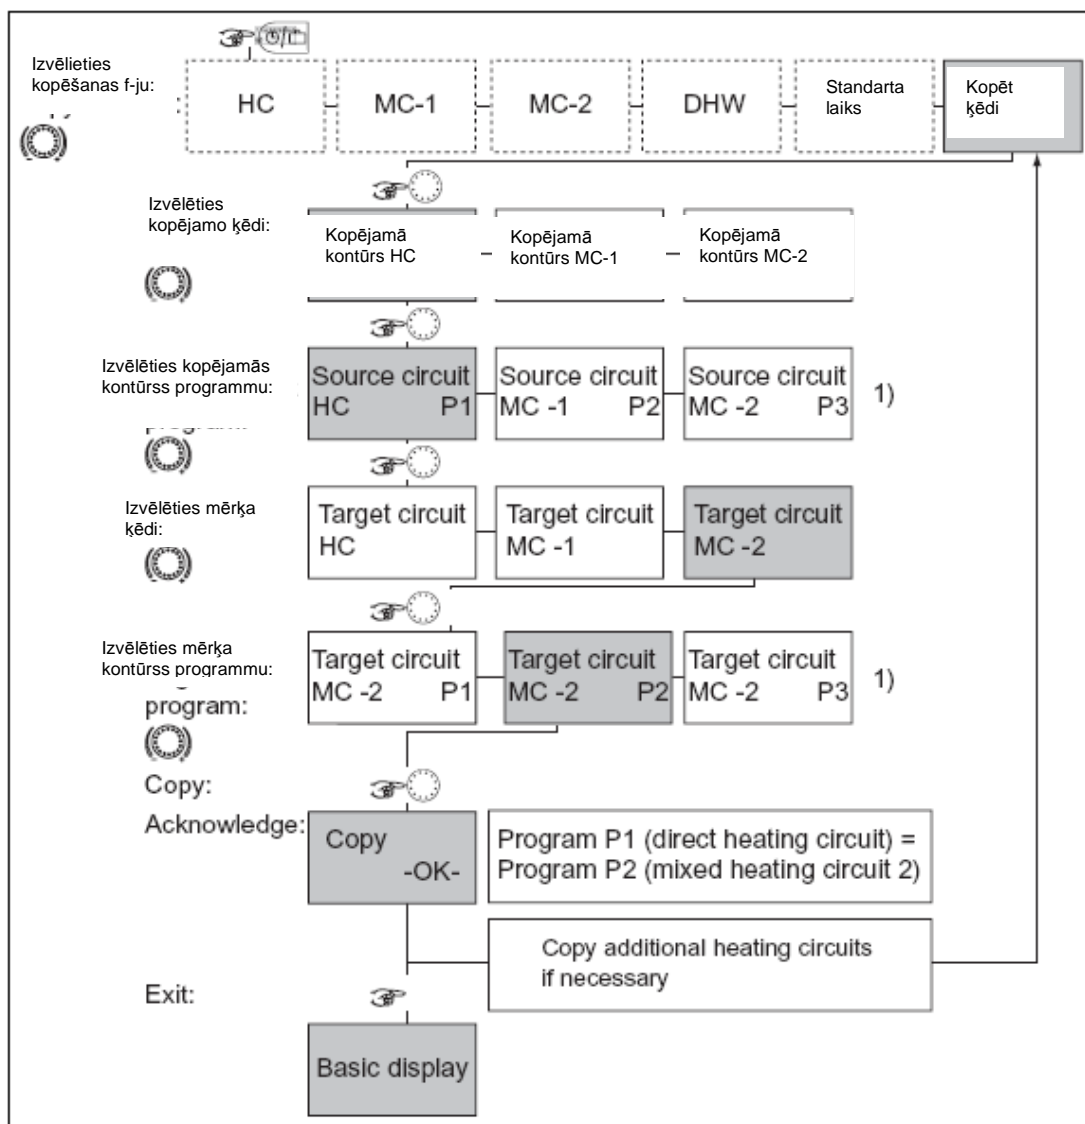 Izvēlieties
kopēšanas f-ju:
HC
MC-1
MC-2
DHW
Standarta
laiks
Kopēt
ķēdi
Izvēlēties
kopējamo ķēdi:
Kopējamā
kontūrs HC
Kopējamā
kontūrs MC-1
Kopējamā
kontūrs MC-2
Izvēlēties kopējamās
kontūrss programmu:
Source circuit
HC P1
Source circuit
MC -1 P2
Source circuit
MC -2 P3
1)
Izvēlēties mērķa
ķēdi:
Target circuit
HC
Target circuit
MC -1
Target circuit
MC -2
Izvēlēties mērķa
kontūrss programmu:
program:
Target circuit
MC -2 P1
Target circuit
MC -2 P2
Target circuit
MC -2 P3
1)
Copy:
Acknowledge:
Copy
-OK-
Program P1 (direct heating circuit) =
Program P2 (mixed heating circuit 2)
Copy additional heating circuits
if necessary
Exit:
Basic display